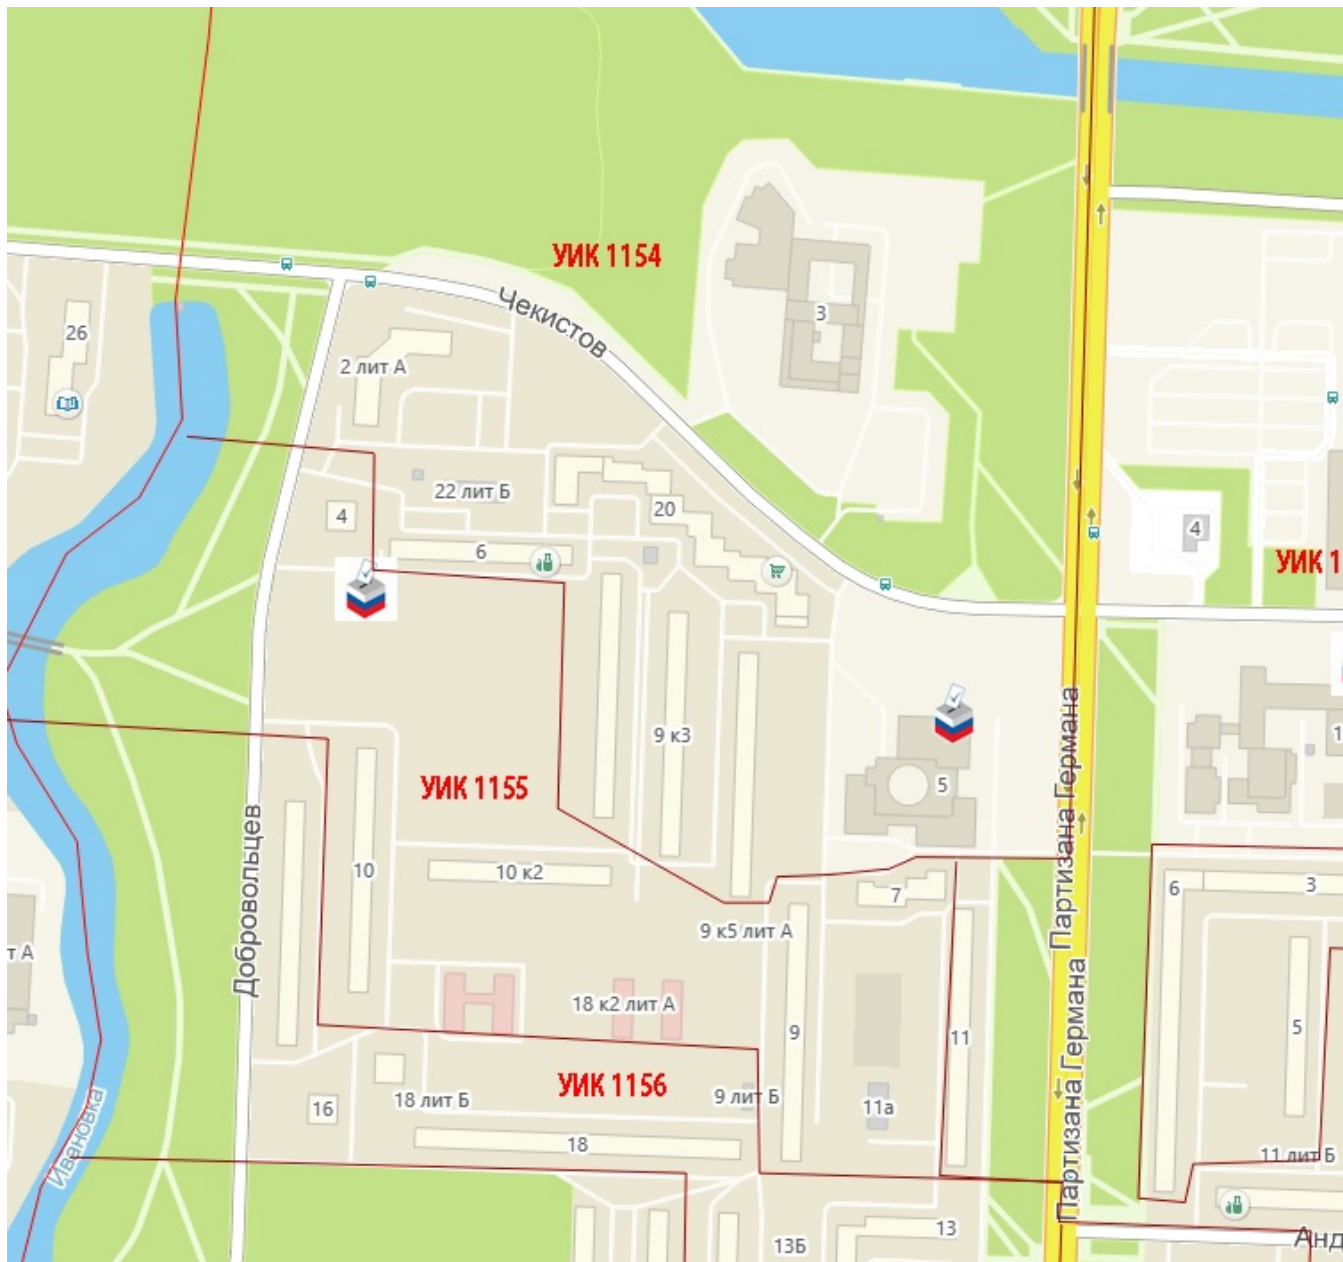 УИК 1154
Чекистов
3
26
2 лит А
22 лит Б
4
20
6
4
УИК 1
9 к3
5
УИК 1155
Партизана Германа
Добровольцев
10
10 к2
7
6
3
9 к5 лит А
т А
18 к2 лит А
Партизана Германа
9
11
5
УИК 1156
9 лит Б
11а
16
18 лит Б
18
Ивановка
11 лит Б
13
13Б
Анд
1